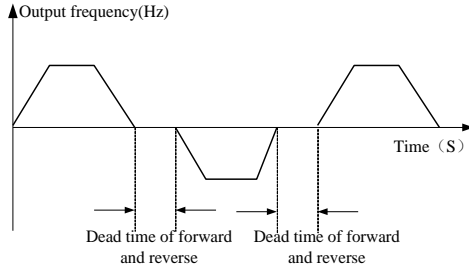 Output frequency(Hz)
Time（S）
Dead time of forward
and reverse
Dead time of forward
and reverse